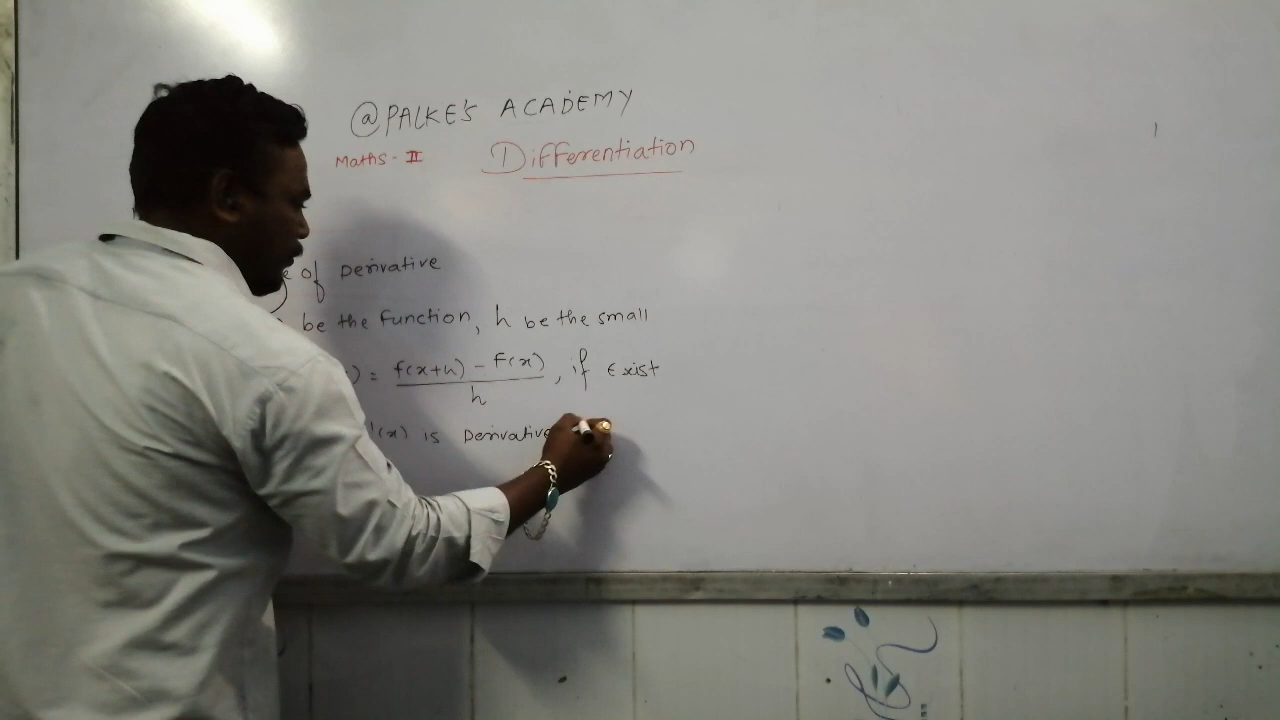 @PALKE'S ACADEMY
Maths - II Differentiation
of Derivative
be the function, h be the small
) = f(x+h) - f(x) / h , if Exist
'(x) is Derivative